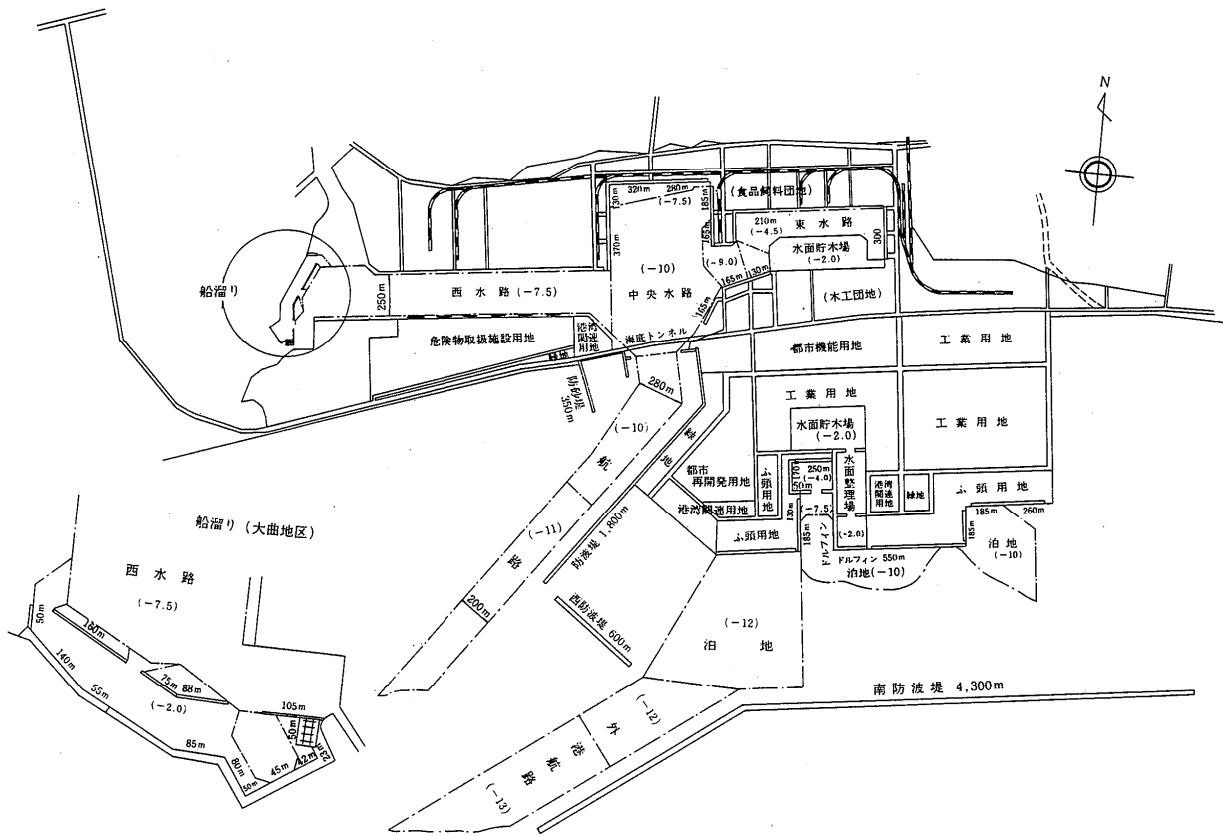 N
(食品飼料団地)
320m
280m
(-7.5)
130m
185m
165m
370m
210m
(-4.5)
東水路
300
水面貯木場
(-2.0)
(-9.0)
(-10)
中央水路
165m
130m
165m
(木工団地)
船溜り
250m
西水路(-7.5)
危険物取扱施設用地
港湾
関連
用地
緑地
海底トンネル
都市機能用地
工業用地
防砂堤
350m
280m
工業用地
水面貯木場
(-2.0)
工業用地
(-10)
緑地
航路
(-11)
200m
防波堤 1,800m
都市
再開発用地
ふ頭用地
港湾関連用地
ふ頭用地
170m
250m
(-4.0)
50m
水面整理場
(-7.5)
130m
185m
ドルフィン
(-2.0)
港湾
関連
用地
緑地
ふ頭用地
185m
260m
185m
泊地
(-10)
ドルフィン 550m
泊地(-10)
西防波堤 600m
(-12)
泊地
南防波堤 4,300m
(-12)
外港航路
(-13)
船溜り(大曲地区)
西水路
(-7.5)
50m
160m
140m
55m
75m
88m
(-2.0)
105m
50m
85m
80m
50m
45m
42m
23m